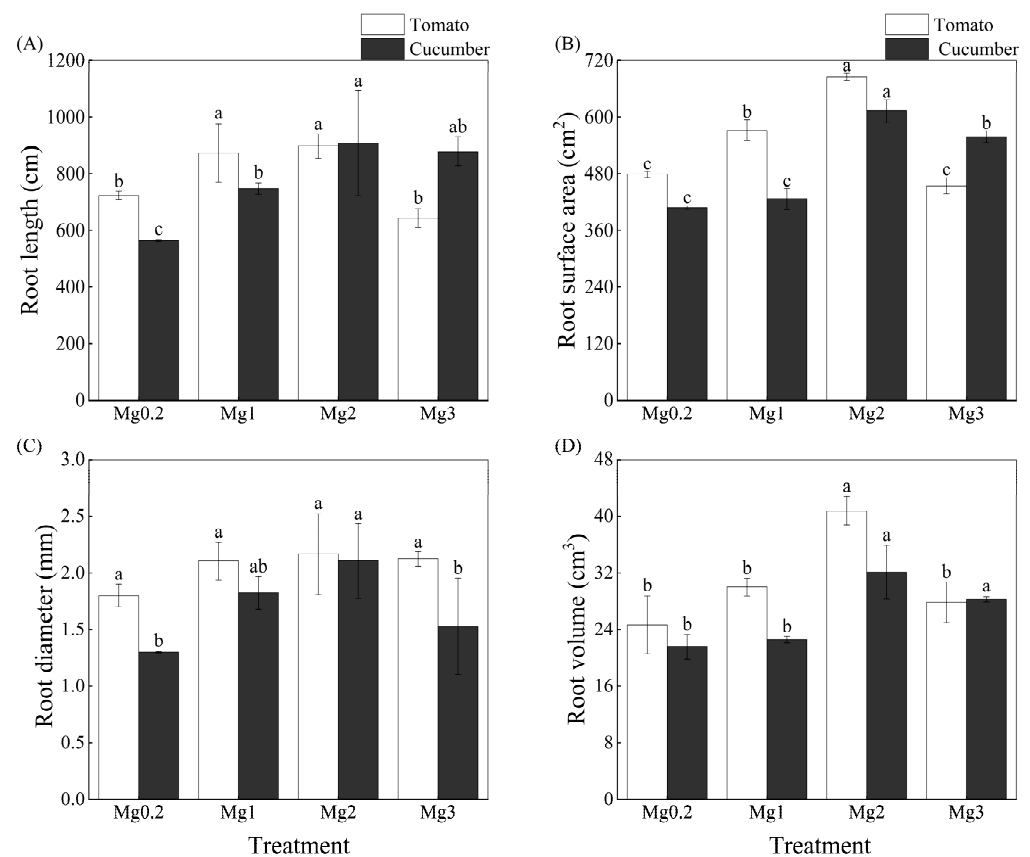 Tomato
Cucumber
(A)
1200
1000
800
600
400
200
0
Root length (cm)
b
c
a
b
a
a
b
ab
Mg0.2 Mg1 Mg2 Mg3
Tomato
Cucumber
(B)
720
600
480
360
240
120
0
Root surface area (cm²)
c
c
b
c
a
a
c
b
Mg0.2 Mg1 Mg2 Mg3
(C)
3.0
2.5
2.0
1.5
1.0
0.5
0.0
Root diameter (mm)
a
b
a
ab
a
a
a
b
Mg0.2 Mg1 Mg2 Mg3
Treatment
(D)
48
40
32
24
16
8
0
Root volume (cm³)
b
b
b
b
a
a
b
a
Mg0.2 Mg1 Mg2 Mg3
Treatment